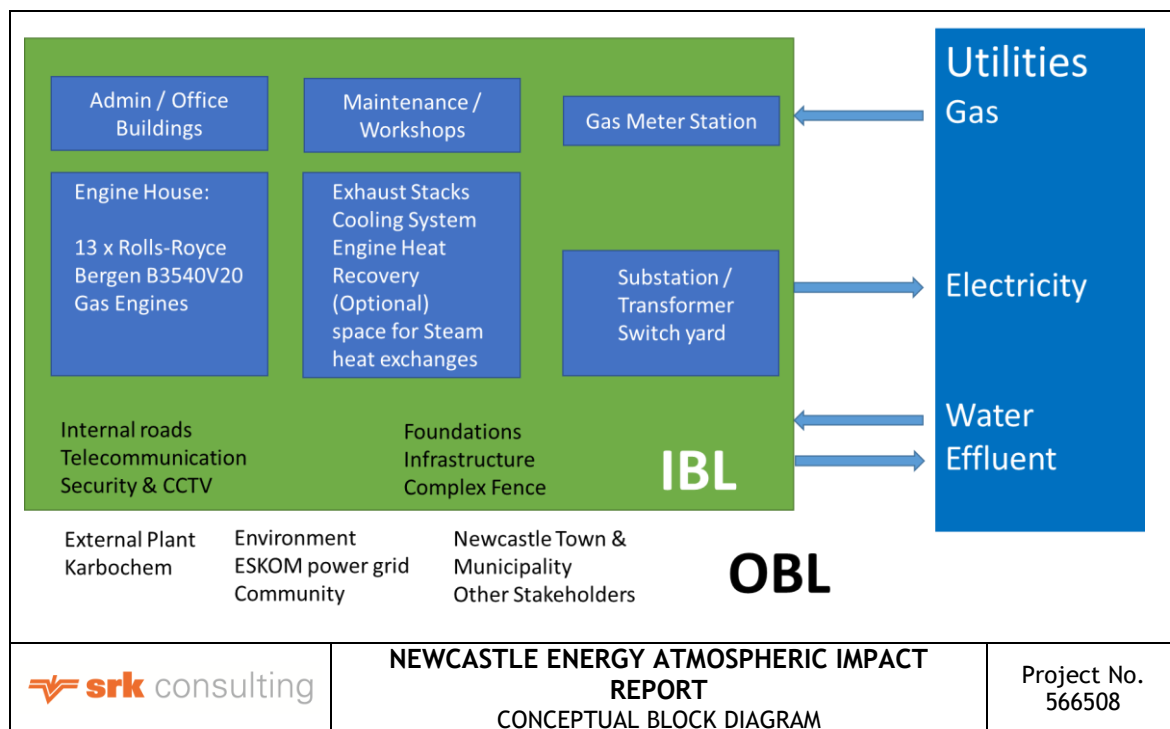 Admin / Office
Buildings
Maintenance /
Workshops
Gas Meter Station
Engine House:
13 x Rolls-Royce
Bergen B3540V20
Gas Engines
Exhaust Stacks
Cooling System
Engine Heat
Recovery
(Optional)
space for Steam
heat exchanges
Substation /
Transformer
Switch yard
Internal roads
Telecommunication
Security & CCTV
Foundations
Infrastructure
Complex Fence
IBL
Utilities
Gas
Electricity
Water
Effluent
External Plant
Karbochem
Environment
ESKOM power grid
Community
Newcastle Town &
Municipality
Other Stakeholders
OBL
srk consulting
NEWCASTLE ENERGY ATMOSPHERIC IMPACT
REPORT
CONCEPTUAL BLOCK DIAGRAM
Project No.
566508